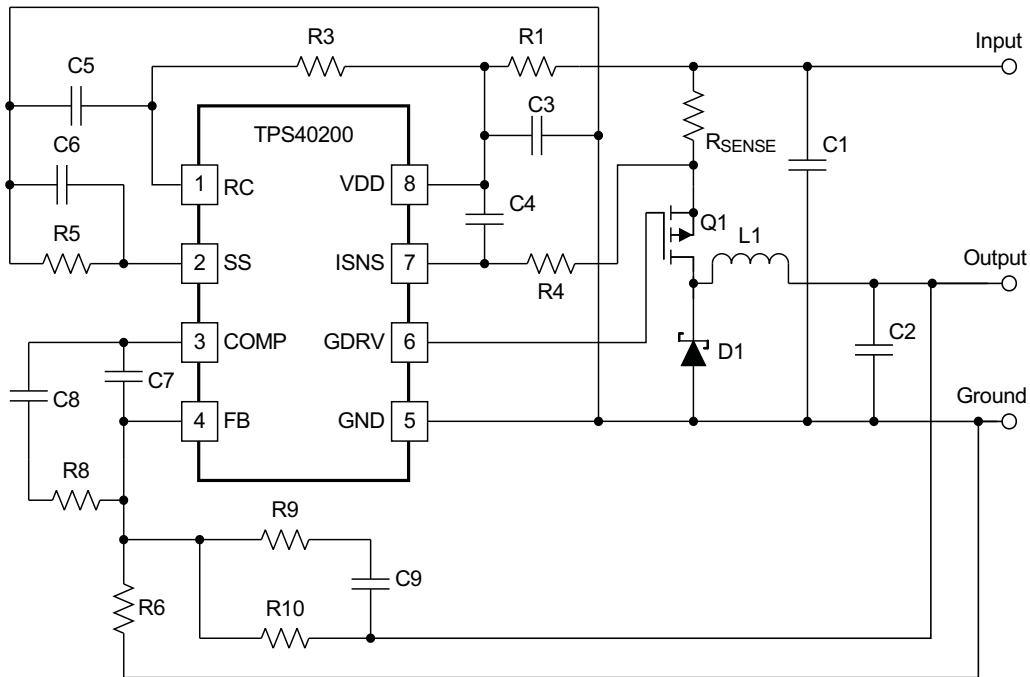 R3
R1
Input
C5
C3
TPS40200
RSENSE
C1
C6
1 RC
VDD 8
C4
Q1
R5
L1
2 SS
ISNS 7
Output
R4
3 COMP
GDRV 6
C2
D1
C7
C8
Ground
4 FB
GND 5
R8
R9
C9
R6
R10